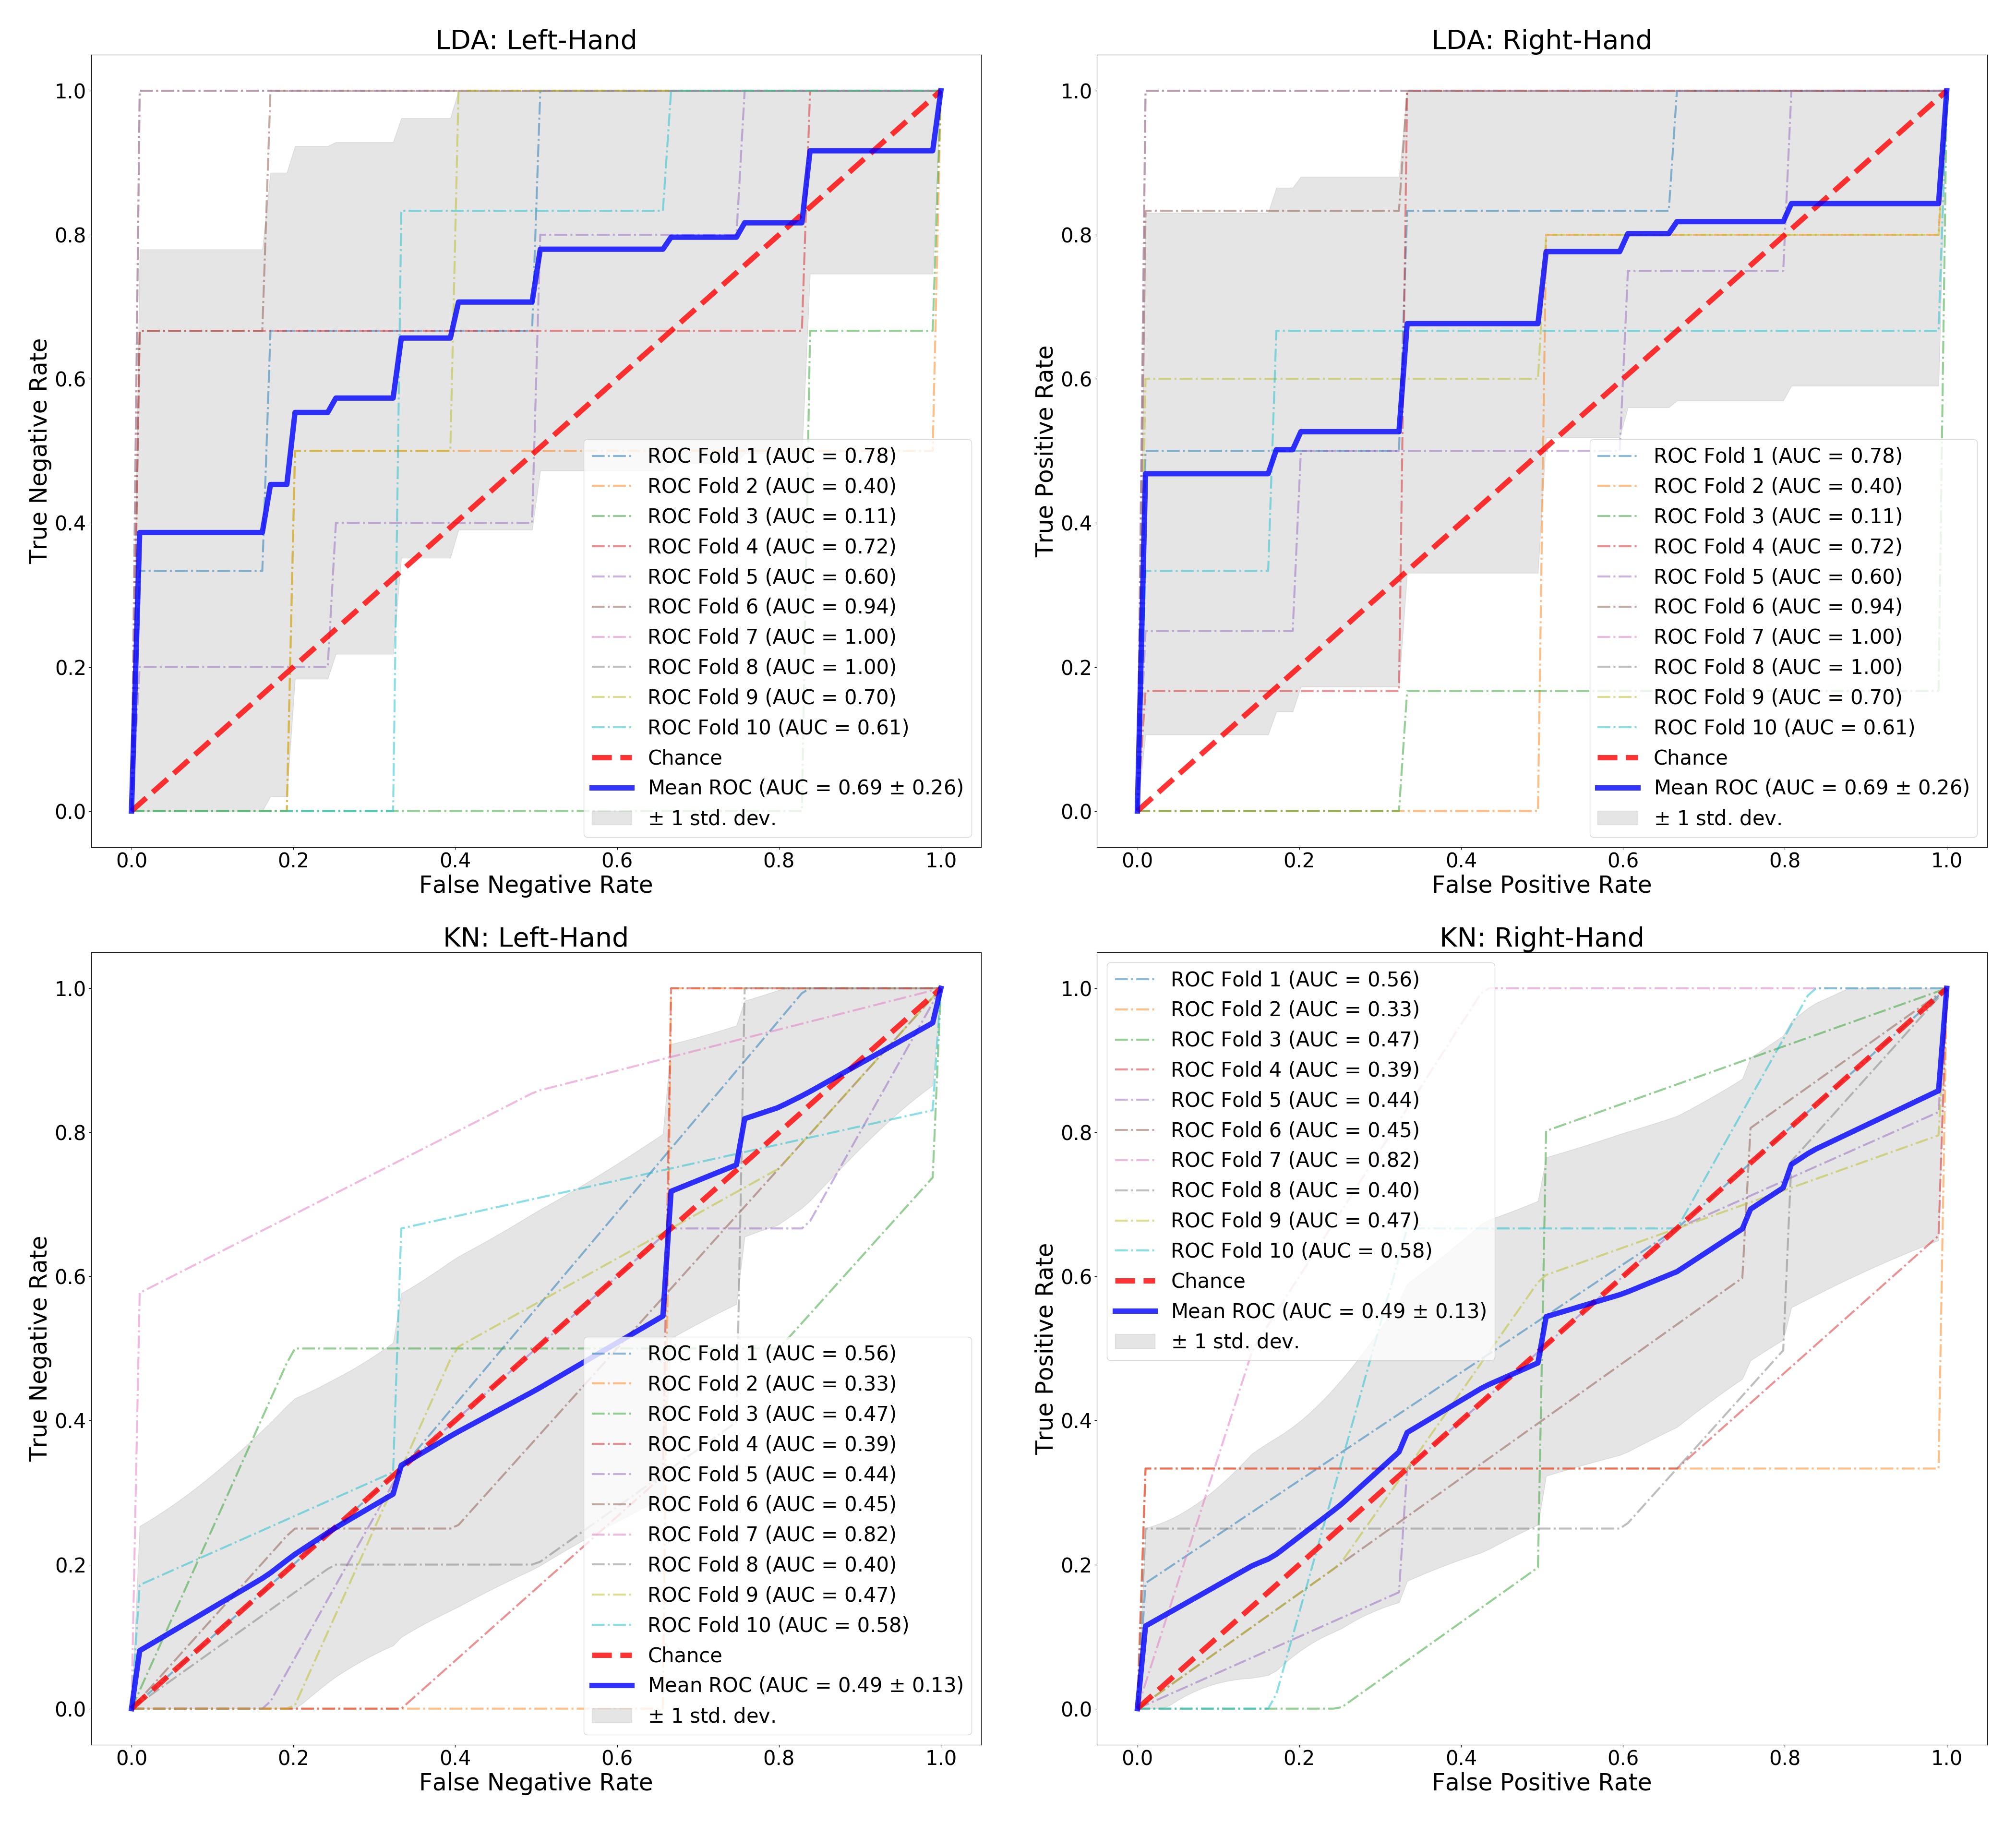 LDA: Left-Hand
True Negative Rate
1.0
0.8
0.6
0.4
0.2
0.0
ROC Fold 1 (AUC = 0.78)
ROC Fold 2 (AUC = 0.40)
ROC Fold 3 (AUC = 0.11)
ROC Fold 4 (AUC = 0.72)
ROC Fold 5 (AUC = 0.60)
ROC Fold 6 (AUC = 0.94)
ROC Fold 7 (AUC = 1.00)
ROC Fold 8 (AUC = 1.00)
ROC Fold 9 (AUC = 0.70)
ROC Fold 10 (AUC = 0.61)
Chance
Mean ROC (AUC = 0.69 ± 0.26)
± 1 std. dev.
0.0 0.2 0.4 0.6 0.8 1.0
False Negative Rate
LDA: Right-Hand
True Positive Rate
1.0
0.8
0.6
0.4
0.2
0.0
ROC Fold 1 (AUC = 0.78)
ROC Fold 2 (AUC = 0.40)
ROC Fold 3 (AUC = 0.11)
ROC Fold 4 (AUC = 0.72)
ROC Fold 5 (AUC = 0.60)
ROC Fold 6 (AUC = 0.94)
ROC Fold 7 (AUC = 1.00)
ROC Fold 8 (AUC = 1.00)
ROC Fold 9 (AUC = 0.70)
ROC Fold 10 (AUC = 0.61)
Chance
Mean ROC (AUC = 0.69 ± 0.26)
± 1 std. dev.
0.0 0.2 0.4 0.6 0.8 1.0
False Positive Rate
KN: Left-Hand
True Negative Rate
1.0
0.8
0.6
0.4
0.2
0.0
ROC Fold 1 (AUC = 0.56)
ROC Fold 2 (AUC = 0.33)
ROC Fold 3 (AUC = 0.47)
ROC Fold 4 (AUC = 0.39)
ROC Fold 5 (AUC = 0.44)
ROC Fold 6 (AUC = 0.45)
ROC Fold 7 (AUC = 0.82)
ROC Fold 8 (AUC = 0.40)
ROC Fold 9 (AUC = 0.47)
ROC Fold 10 (AUC = 0.58)
Chance
Mean ROC (AUC = 0.49 ± 0.13)
± 1 std. dev.
0.0 0.2 0.4 0.6 0.8 1.0
False Negative Rate
KN: Right-Hand
True Positive Rate
1.0
0.8
0.6
0.4
0.2
0.0
ROC Fold 1 (AUC = 0.56)
ROC Fold 2 (AUC = 0.33)
ROC Fold 3 (AUC = 0.47)
ROC Fold 4 (AUC = 0.39)
ROC Fold 5 (AUC = 0.44)
ROC Fold 6 (AUC = 0.45)
ROC Fold 7 (AUC = 0.82)
ROC Fold 8 (AUC = 0.40)
ROC Fold 9 (AUC = 0.47)
ROC Fold 10 (AUC = 0.58)
Chance
Mean ROC (AUC = 0.49 ± 0.13)
± 1 std. dev.
0.0 0.2 0.4 0.6 0.8 1.0
False Positive Rate